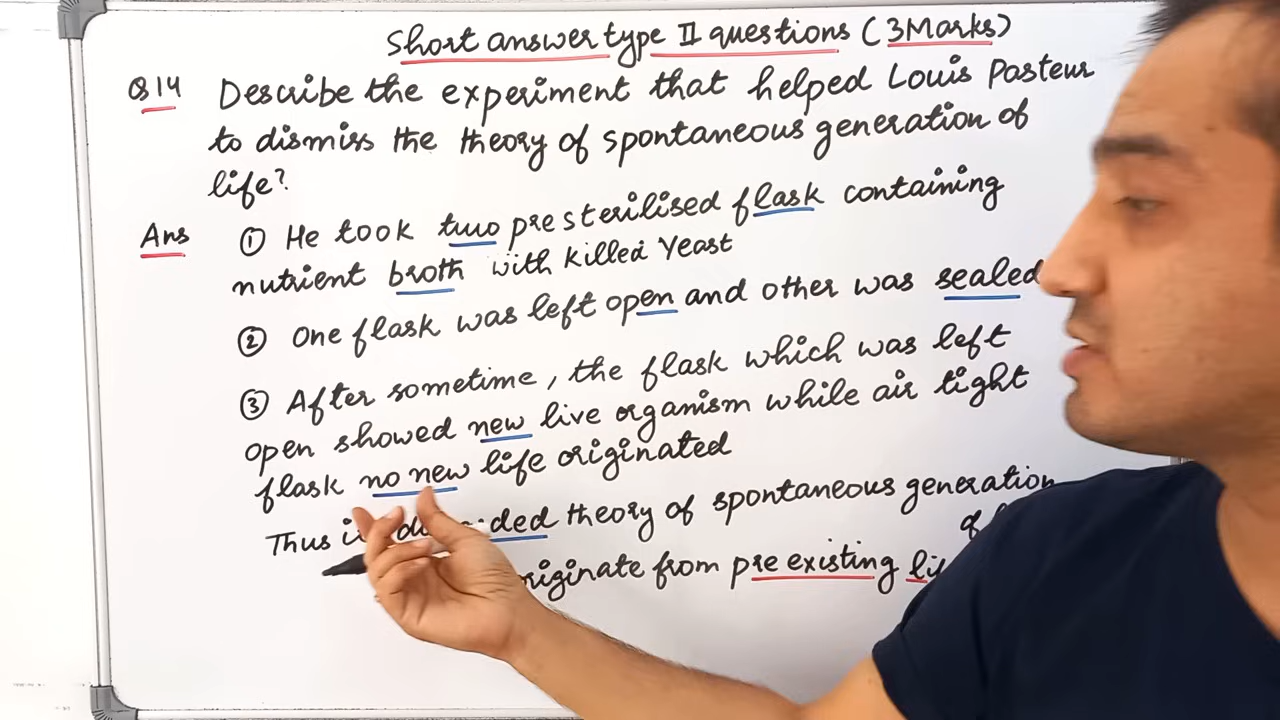 Short answer type II questions (3Marks)
Q14 Describe the experiment that helped Louis Pasteur
to dismiss the theory of spontaneous generation of
life?
Ans ① He took two presterilised flask containing
nutrient broth with killed Yeast
② One flask was left open and other was sealed
③ After sometime, the flask which was left
open showed new live organism while air tight
flask no new life originated
Thus theory of spontaneous generation
of
originate from pre existing